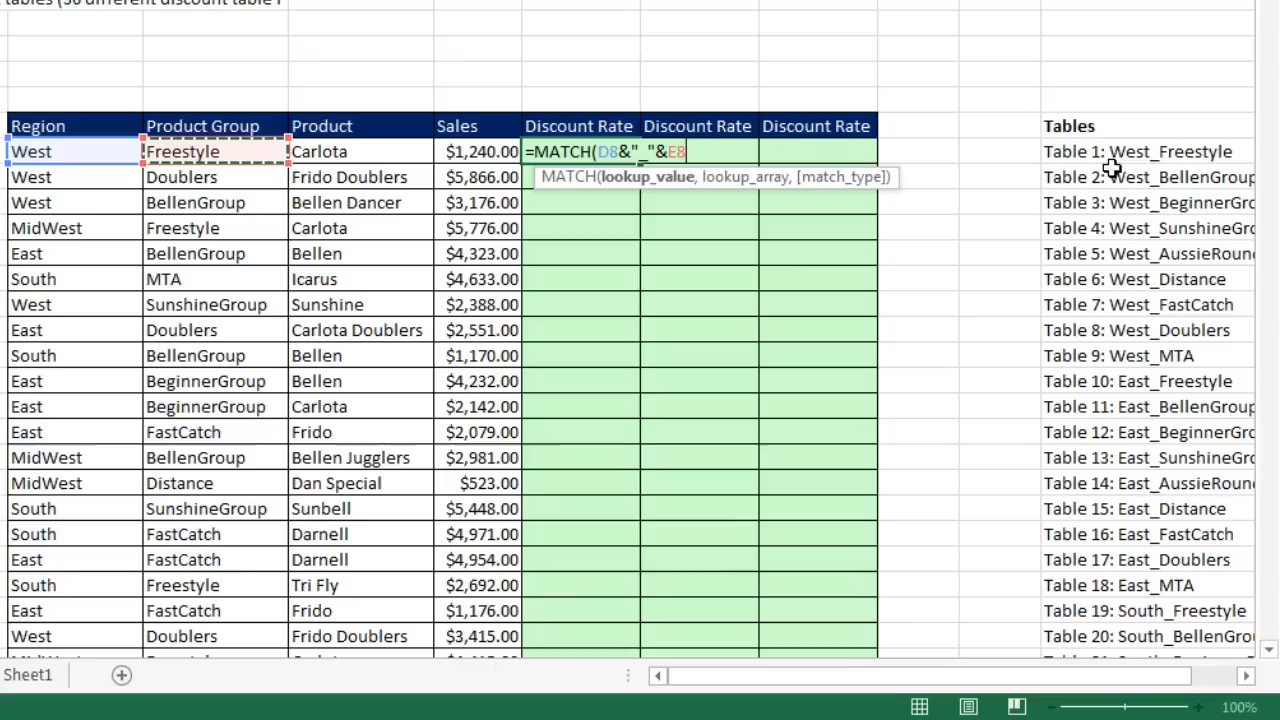 t tables (
Region Product Group Product Sales Discount Rate Discount Rate Discount Rate Tables
West Freestyle Carlota $1,240.00 =MATCH(D8&"_"&E8 Table 1: West_Freestyle
MATCH(lookup_value, lookup_array, [match_type])
West Doublers Frido Doublers $5,866.00 Table 2: West_BellenGroup
West BellenGroup Bellen Dancer $3,176.00 Table 3: West_BeginnerGro
MidWest Freestyle Carlota $5,776.00 Table 4: West_SunshineGro
East BellenGroup Bellen $4,323.00 Table 5: West_AussieRoun
South MTA Icarus $4,633.00 Table 6: West_Distance
West SunshineGroup Sunshine $2,388.00 Table 7: West_FastCatch
East Doublers Carlota Doublers $2,551.00 Table 8: West_Doublers
South BellenGroup Bellen $1,170.00 Table 9: West_MTA
East BeginnerGroup Bellen $4,232.00 Table 10: East_Freestyle
East BeginnerGroup Carlota $2,142.00 Table 11: East_BellenGroup
East FastCatch Frido $2,079.00 Table 12: East_BeginnerGro
MidWest BellenGroup Bellen Jugglers $2,981.00 Table 13: East_SunshineGro
MidWest Distance Dan Special $523.00 Table 14: East_AussieRoun
South SunshineGroup Sunbell $5,448.00 Table 15: East_Distance
South FastCatch Darnell $4,971.00 Table 16: East_FastCatch
East FastCatch Darnell $4,954.00 Table 17: East_Doublers
South Freestyle Tri Fly $2,692.00 Table 18: East_MTA
East FastCatch Frido $1,176.00 Table 19: South_Freestyle
West Doublers Frido Doublers $3,415.00 Table 20: South_BellenGro
Sheet1
100%